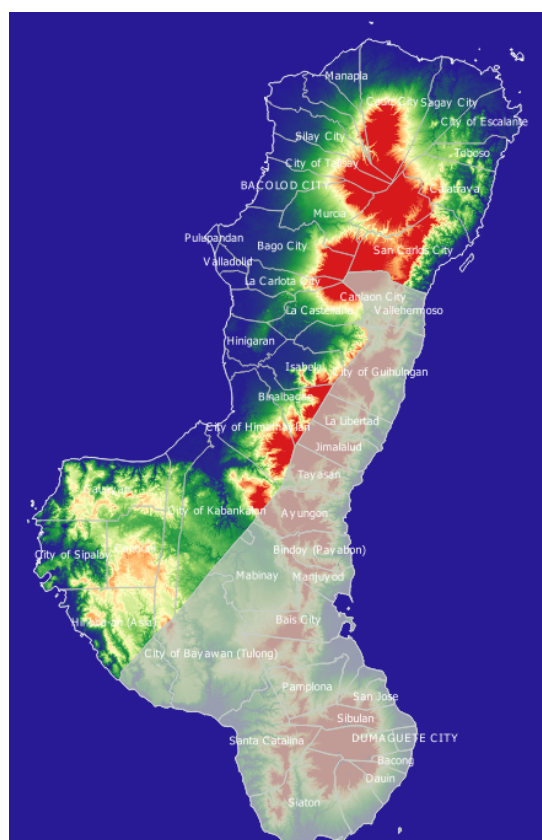 Manapla
Sagay City
City of Escalante
Silay City
Toboso
City of Talisay
BACOLOD CITY
Calatrava
Murcia
Pulupandan
Bago City
San Carlos City
Valladolid
La Carlota City
Canlaon City
La Castellana
Vallehermoso
Hinigaran
Isabela
City of Guihulngan
Binalbagan
La Libertad
City of Himamaylan
Jimalalud
Tayasan
City of Kabankalan
Ayungon
City of Sipalay
Bindoy (Payabon)
Mabinay
Manjuyod
Bais City
City of Bayawan (Tulong)
Pamplona
San Jose
Sibulan
Santa Catalina
DUMAGUETE CITY
Bacong
Dauin
Siaton